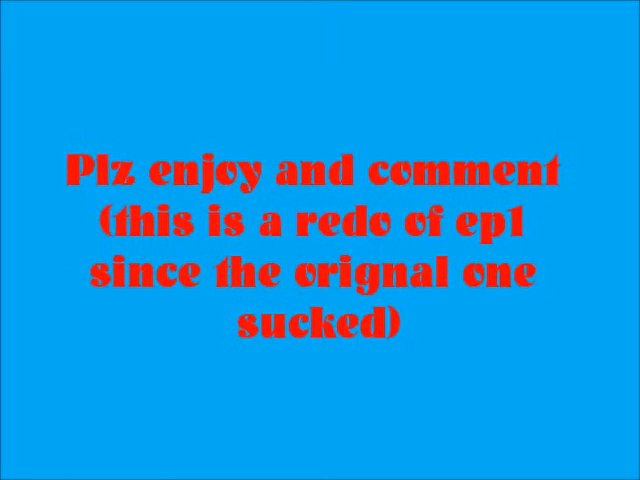 Plz enjoy and comment
(this is a redo of ep1
since the orignal one
sucked)